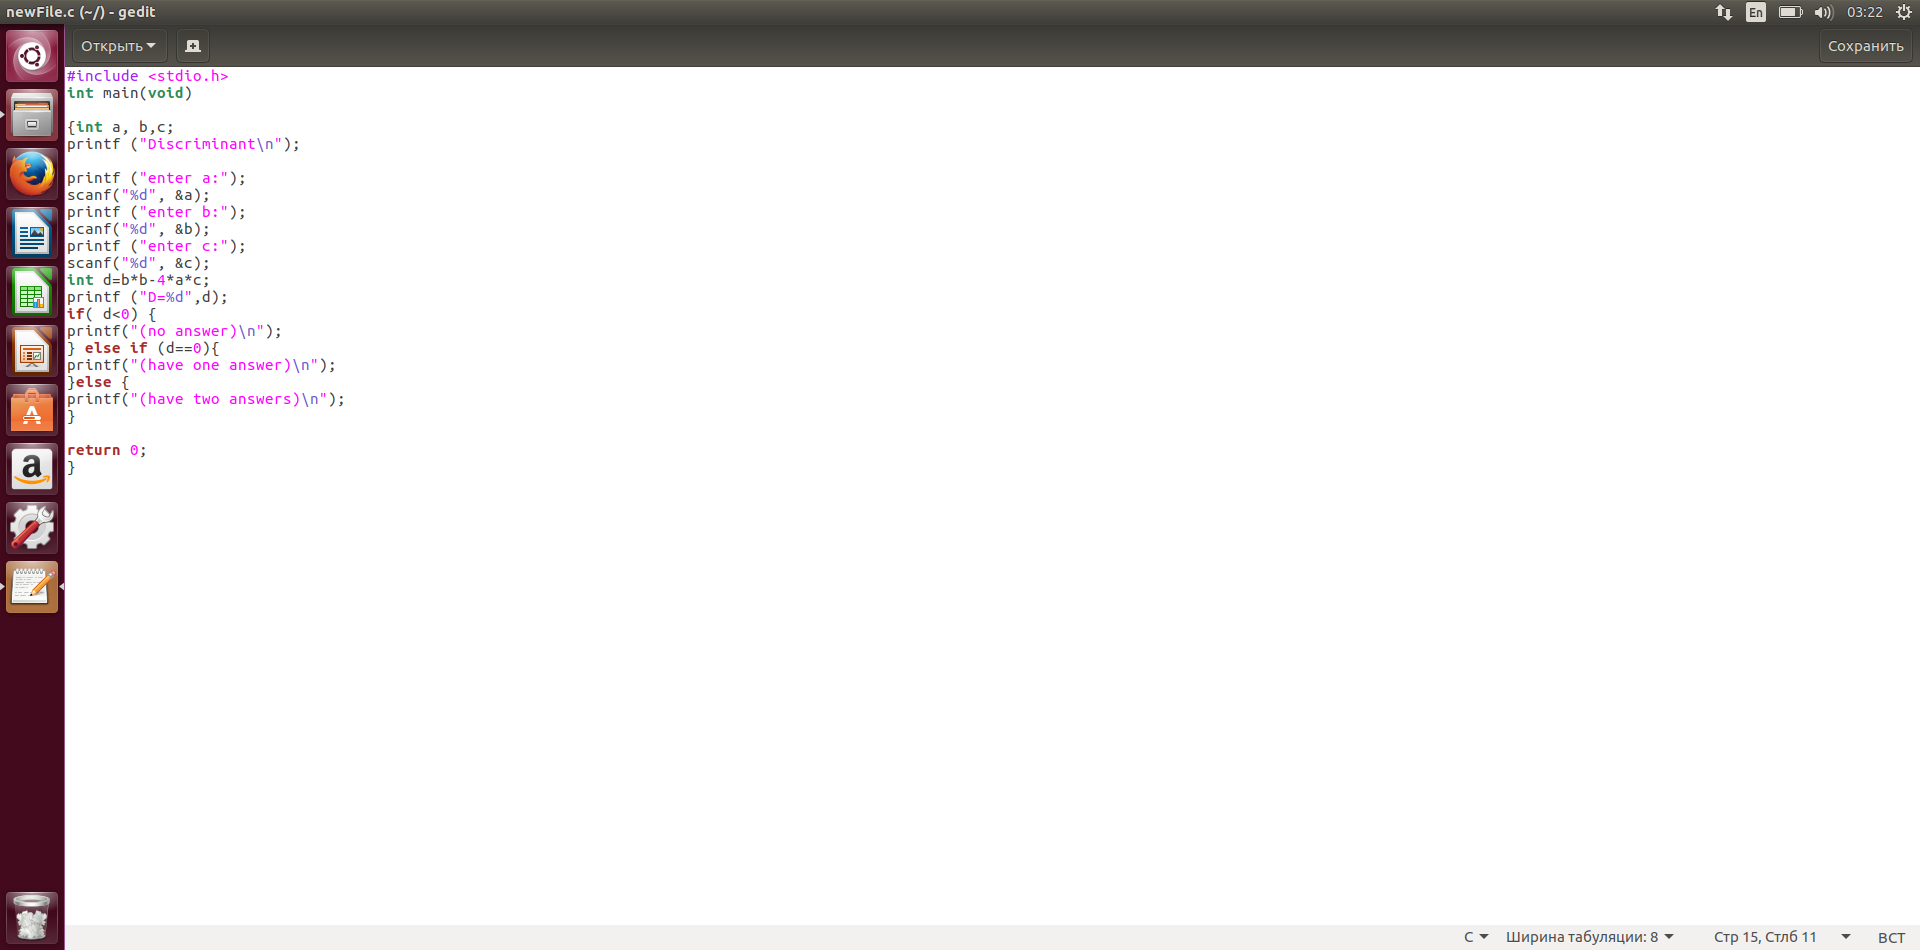 newFile.c (~/) - gedit
En
03:22
Открыть
Сохранить
#include <stdio.h>
int main(void)
{int a, b,c;
printf ("Discriminant\n");
printf ("enter a:");
scanf("%d", &a);
printf ("enter b:");
scanf("%d", &b);
printf ("enter c:");
scanf("%d", &c);
int d=b*b-4*a*c;
printf ("D=%d",d);
if( d<0) {
printf("(no answer)\n");
} else if (d==0){
printf("(have one answer)\n");
}else {
printf("(have two answers)\n");
}
return 0;
}
C
Ширина табуляции: 8
Стр 15, Стлб 11
ВСТ